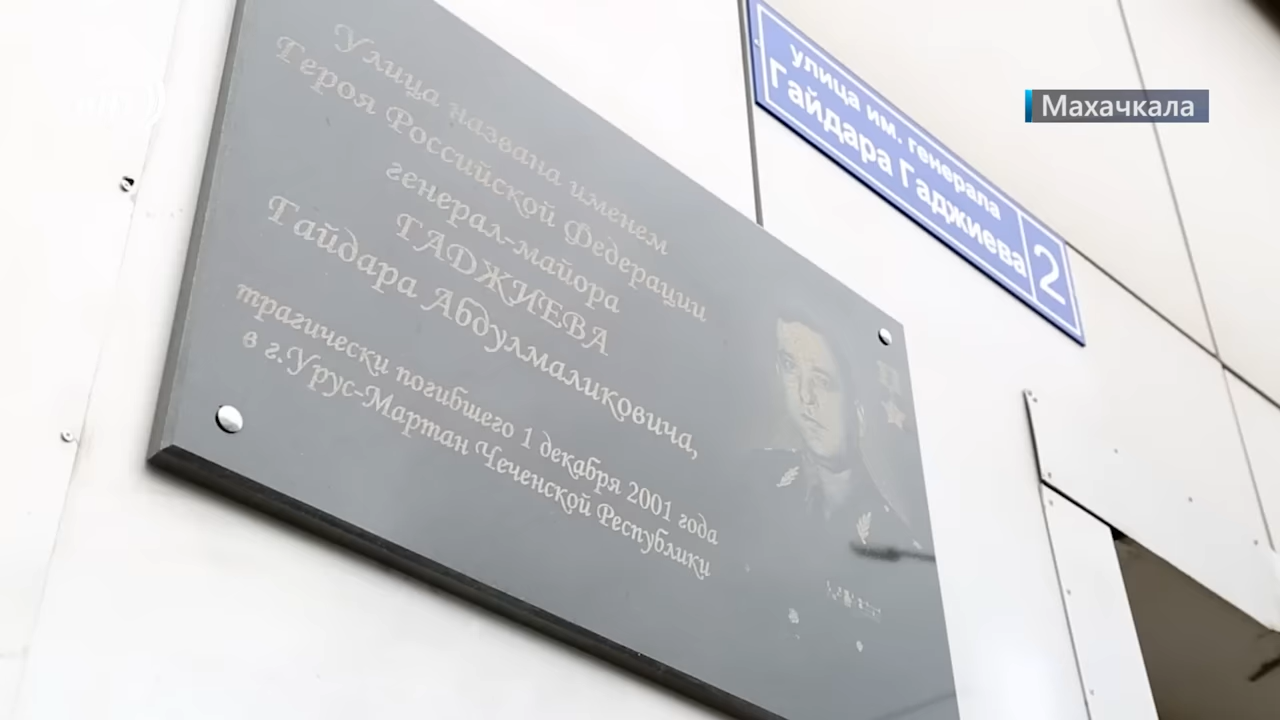 Улица названа именем
Героя Российской Федерации
генерал-майора
ГАДЖИЕВА
Гайдара Абдулмаликовича,
трагически погибшего 1 декабря 2001 года
в г.Урус-Мартан Чеченской Республики
улица им. генерала
Гайдара Гаджиева
2
Махачкала